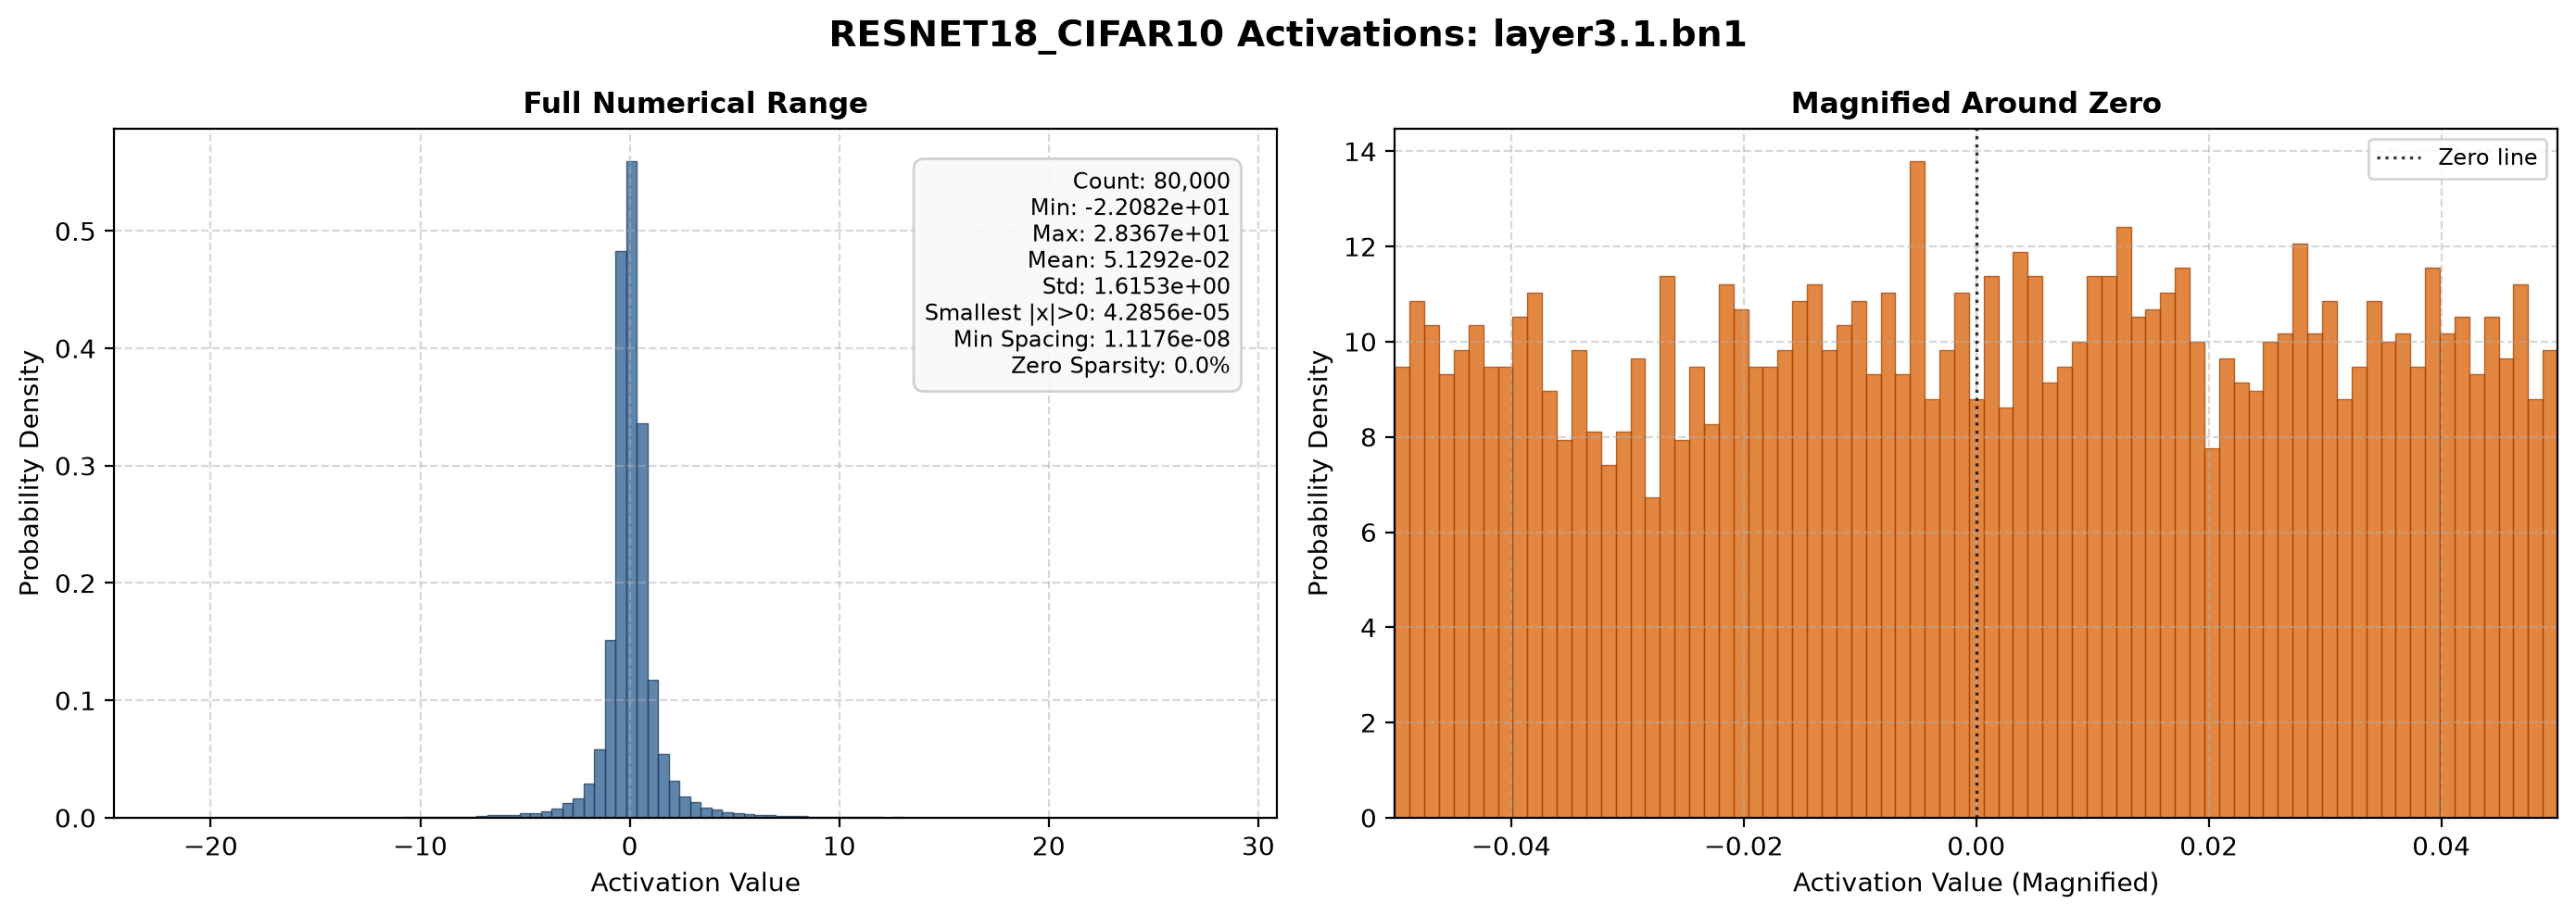 RESNET18_CIFAR10 Activations: layer3.1.bn1
Full Numerical Range
Probability Density
0.5
0.4
0.3
0.2
0.1
0.0
Count: 80,000
Min: -2.2082e+01
Max: 2.8367e+01
Mean: 5.1292e-02
Std: 1.6153e+00
Smallest |x|>0: 4.2856e-05
Min Spacing: 1.1176e-08
Zero Sparsity: 0.0%
−20 −10 0 10 20 30
Activation Value
Magnified Around Zero
Probability Density
14
12
10
8
6
4
2
0
Zero line
−0.04 −0.02 0.00 0.02 0.04
Activation Value (Magnified)